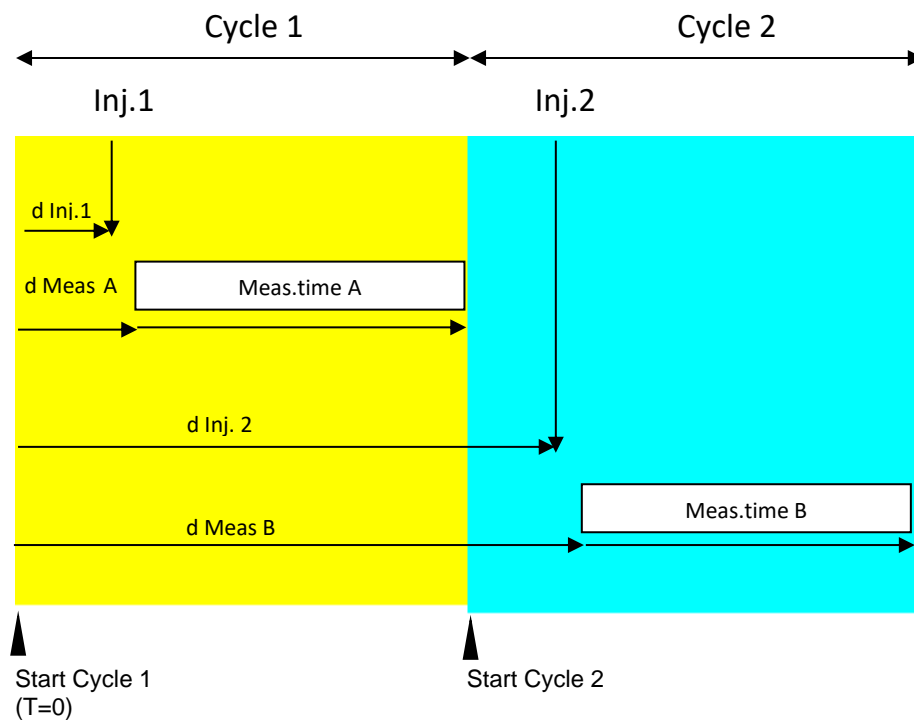 Cycle 1
Cycle 2
Inj.1
Inj.2
d Inj.1
d Meas A
Meas.time A
d Inj. 2
Meas.time B
d Meas B
Start Cycle 1
(T=0)
Start Cycle 2